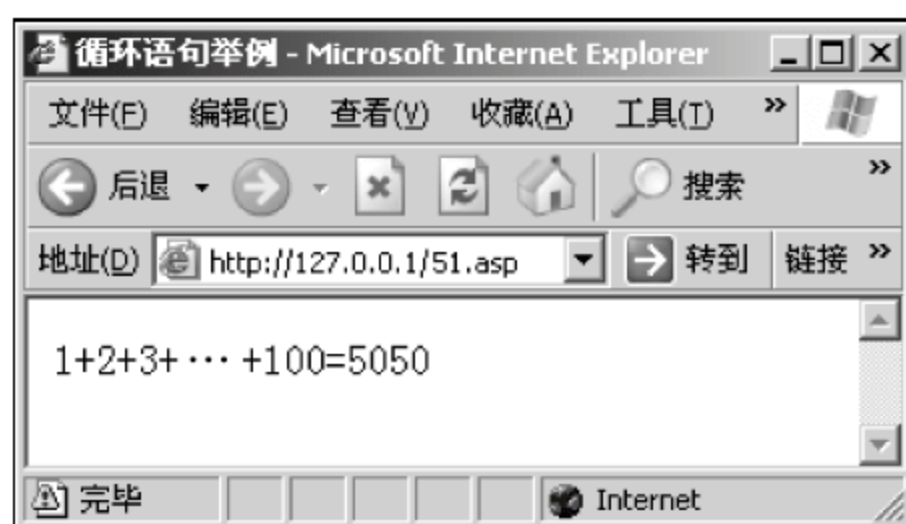 循环语句举例 - Microsoft Internet Explorer
文件(F) 编辑(E) 查看(V) 收藏(A) 工具(T) »
后退 搜索 »
地址(D) http://127.0.0.1/51.asp 转到 链接 »
1+2+3+ ··· +100=5050
完毕 Internet